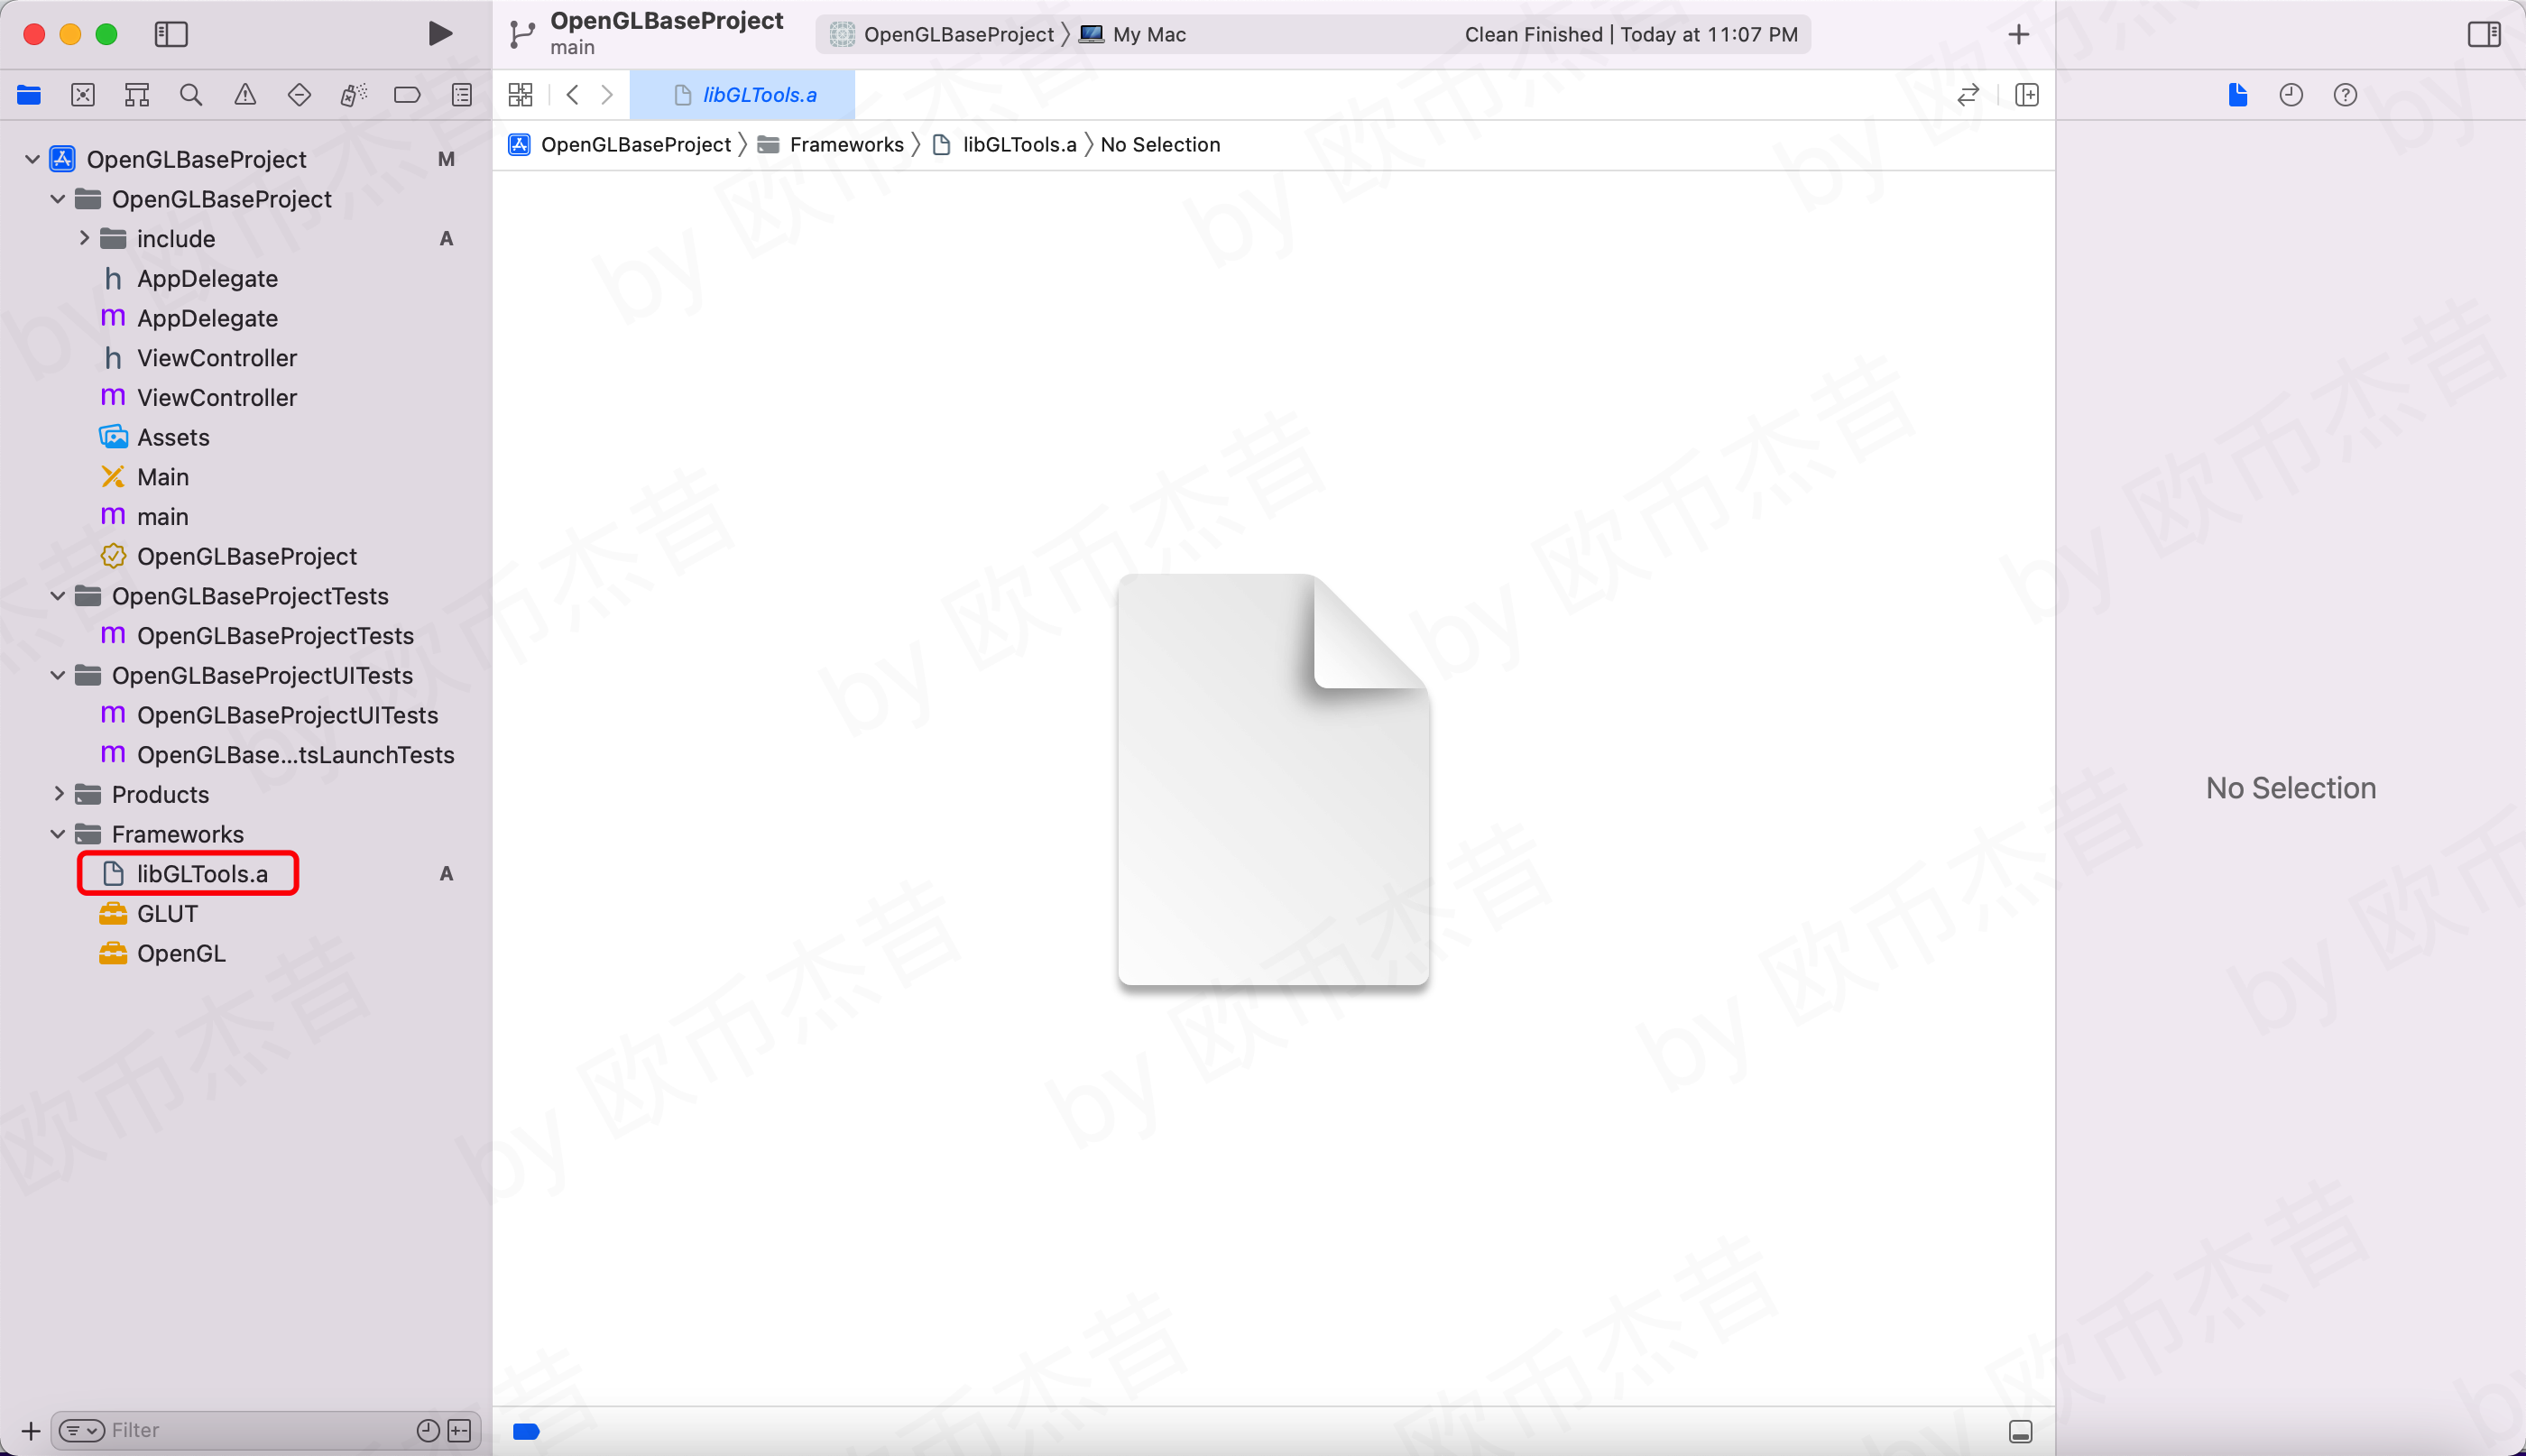 OpenGLBaseProject
main
OpenGLBaseProject
My Mac
Clean Finished | Today at 11:07 PM
libGLTools.a
OpenGLBaseProject
Frameworks
libGLTools.a
No Selection
OpenGLBaseProject
M
OpenGLBaseProject
include
A
h AppDelegate
m AppDelegate
h ViewController
m ViewController
Assets
Main
m main
OpenGLBaseProject
OpenGLBaseProjectTests
m OpenGLBaseProjectTests
OpenGLBaseProjectUITests
m OpenGLBaseProjectUITests
m OpenGLBase...tsLaunchTests
Products
Frameworks
libGLTools.a
A
GLUT
OpenGL
Filter
No Selection
by 欧币杰昔